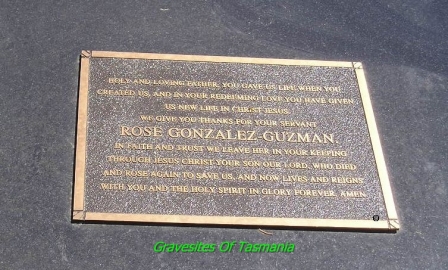 HOLY AND LOVING FATHER, YOU GAVE US LIFE WHEN YOU
CREATED US, AND IN YOUR REDEEMING LOVE YOU HAVE GIVEN
US NEW LIFE IN CHRIST JESUS.
WE GIVE YOU THANKS FOR YOUR SERVANT
ROSE GONZALEZ-GUZMAN.
IN FAITH AND TRUST WE LEAVE HER IN YOUR KEEPING
THROUGH JESUS CHRIST YOUR SON OUR LORD, WHO DIED
AND ROSE AGAIN TO SAVE US, AND NOW LIVES AND REIGNS
WITH YOU AND THE HOLY SPIRIT IN GLORY FOREVER. AMEN.
Gravesites Of Tasmania